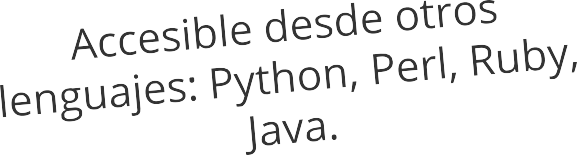 Accesible desde otros
lenguajes: Python, Perl, Ruby,
Java.